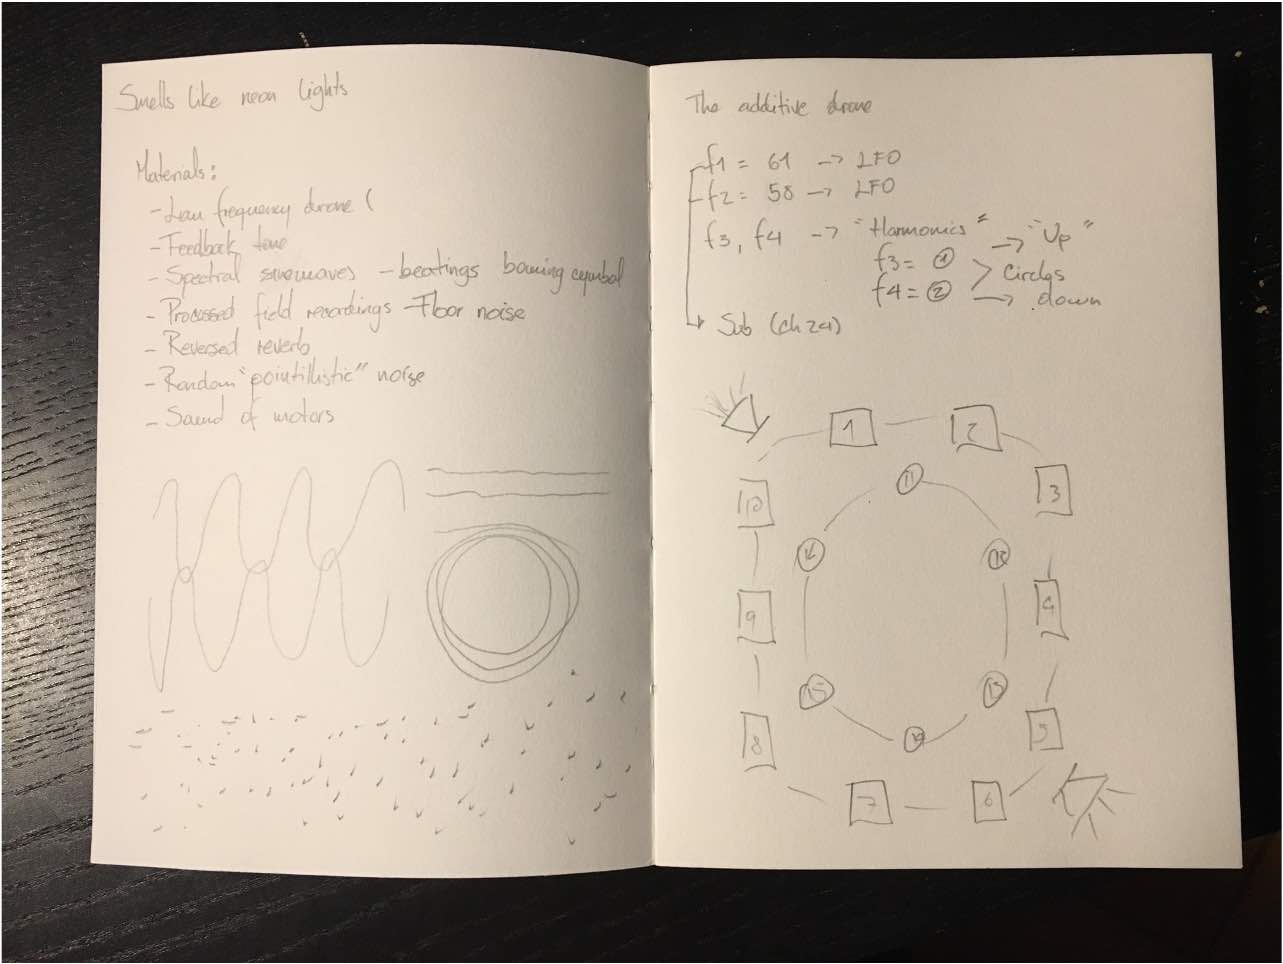 Smells like neon lights
Materials:
- Low frequency drone (
- Feedback tone
- Spectral sinewaves - beatings bowing cymbal
- Processed field recordings - Floor noise
- Reversed reverb
- Random "pointillistic" noise
- Sound of motors
The additive drone
f1 = 61 -> LFO
f2 = 58 -> LFO
f3, f4 -> "Harmonics" -> "Up"
f3 = 1
Circles
f4 = 2 -> down
Sub (ch 24)
1 2
11
10 3
16 12
9 4
15 13
8 14 5
7 6